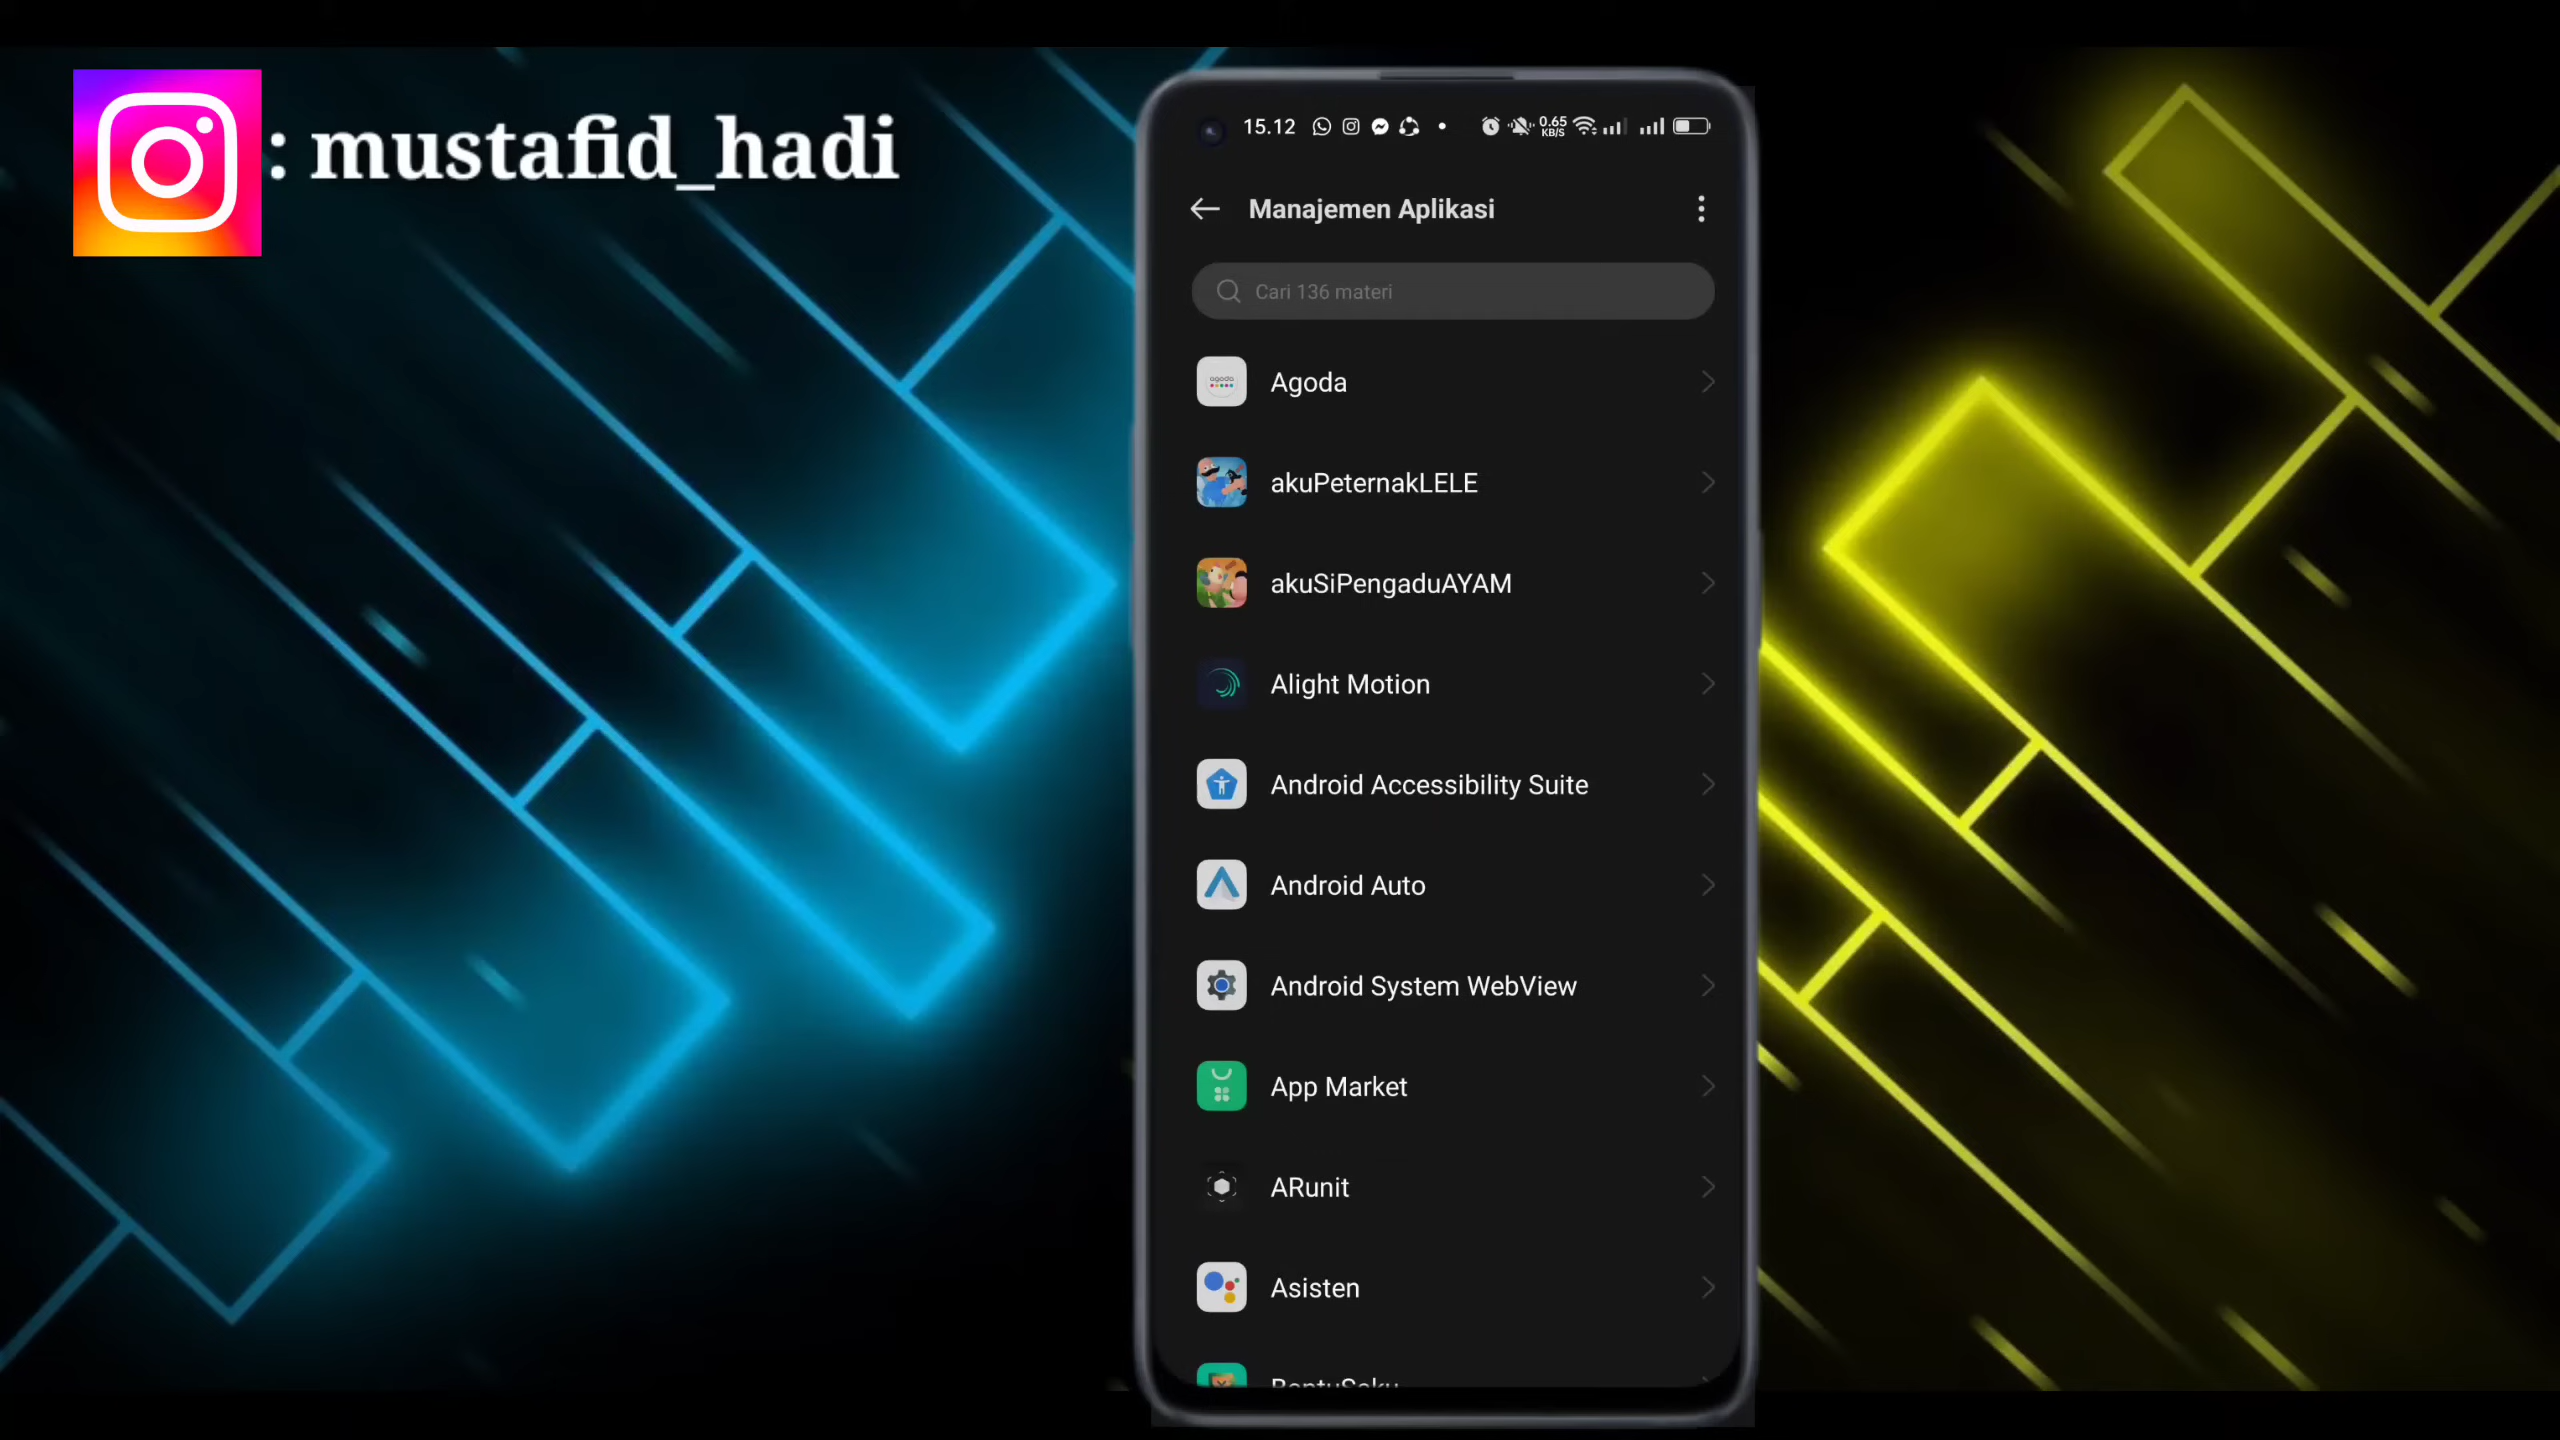 : mustafid_hadi
15.12
0.65
KB/S
Manajemen Aplikasi
Cari 136 materi
agoda
Agoda
akuPeternakLELE
akuSiPengaduAYAM
Alight Motion
Android Accessibility Suite
Android Auto
Android System WebView
App Market
ARunit
Asisten